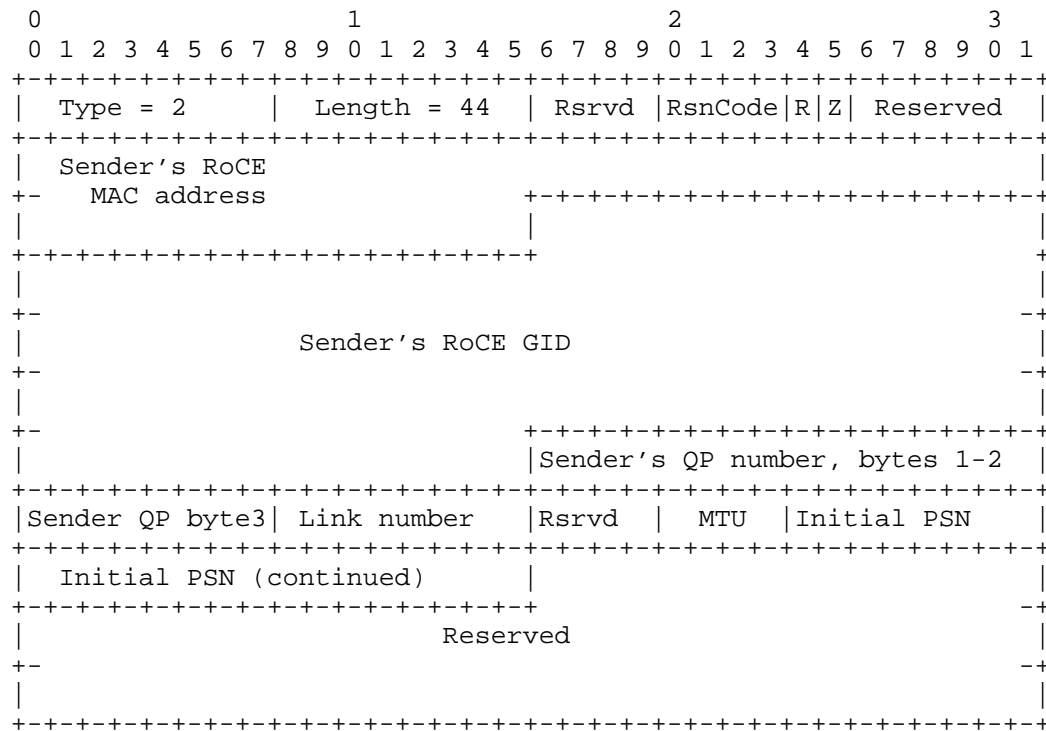 0                   1                   2                   3
 0 1 2 3 4 5 6 7 8 9 0 1 2 3 4 5 6 7 8 9 0 1 2 3 4 5 6 7 8 9 0 1
+-+-+-+-+-+-+-+-+-+-+-+-+-+-+-+-+-+-+-+-+-+-+-+-+-+-+-+-+-+-+-+-+
|  Type = 2     |  Length = 44  | Rsrvd |RsnCode|R|Z| Reserved  |
+-+-+-+-+-+-+-+-+-+-+-+-+-+-+-+-+-+-+-+-+-+-+-+-+-+-+-+-+-+-+-+-+
|  Sender’s RoCE                                                |
+-   MAC address                +-+-+-+-+-+-+-+-+-+-+-+-+-+-+-+-+
|                               |                               |
+-+-+-+-+-+-+-+-+-+-+-+-+-+-+-+-+                               +
|                                                               |
+-                                                             -+
|                 Sender’s RoCE GID                             |
+-                                                             -+
|                                                               |
+-                              +-+-+-+-+-+-+-+-+-+-+-+-+-+-+-+-+
|                               |Sender’s QP number, bytes 1-2  |
+-+-+-+-+-+-+-+-+-+-+-+-+-+-+-+-+-+-+-+-+-+-+-+-+-+-+-+-+-+-+-+-+
|Sender QP byte3| Link number   |Rsrvd  |  MTU  |Initial PSN    |
+-+-+-+-+-+-+-+-+-+-+-+-+-+-+-+-+-+-+-+-+-+-+-+-+-+-+-+-+-+-+-+-+
|  Initial PSN (continued)      |                               |
+-+-+-+-+-+-+-+-+-+-+-+-+-+-+-+-+                              -+
|                          Reserved                             |
+-                                                             -+
|                                                               |
+-+-+-+-+-+-+-+-+-+-+-+-+-+-+-+-+-+-+-+-+-+-+-+-+-+-+-+-+-+-+-+-+